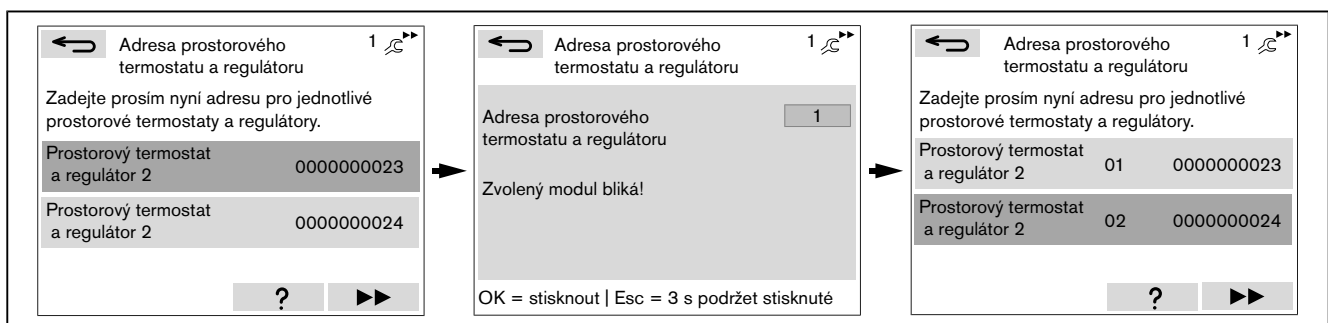 Adresa prostorového 1
termostatu a regulátoru
Zadejte prosím nyní adresu pro jednotlivé
prostorové termostaty a regulátory.
Prostorový termostat
a regulátor 2 0000000023
Prostorový termostat
a regulátor 2 0000000024
?
Adresa prostorového 1
termostatu a regulátoru
Adresa prostorového 1
termostatu a regulátoru
Zvolený modul bliká!
OK = stisknout | Esc = 3 s podržet stisknuté
Adresa prostorového 1
termostatu a regulátoru
Zadejte prosím nyní adresu pro jednotlivé
prostorové termostaty a regulátory.
Prostorový termostat
a regulátor 2 01 0000000023
Prostorový termostat
a regulátor 2 02 0000000024
?